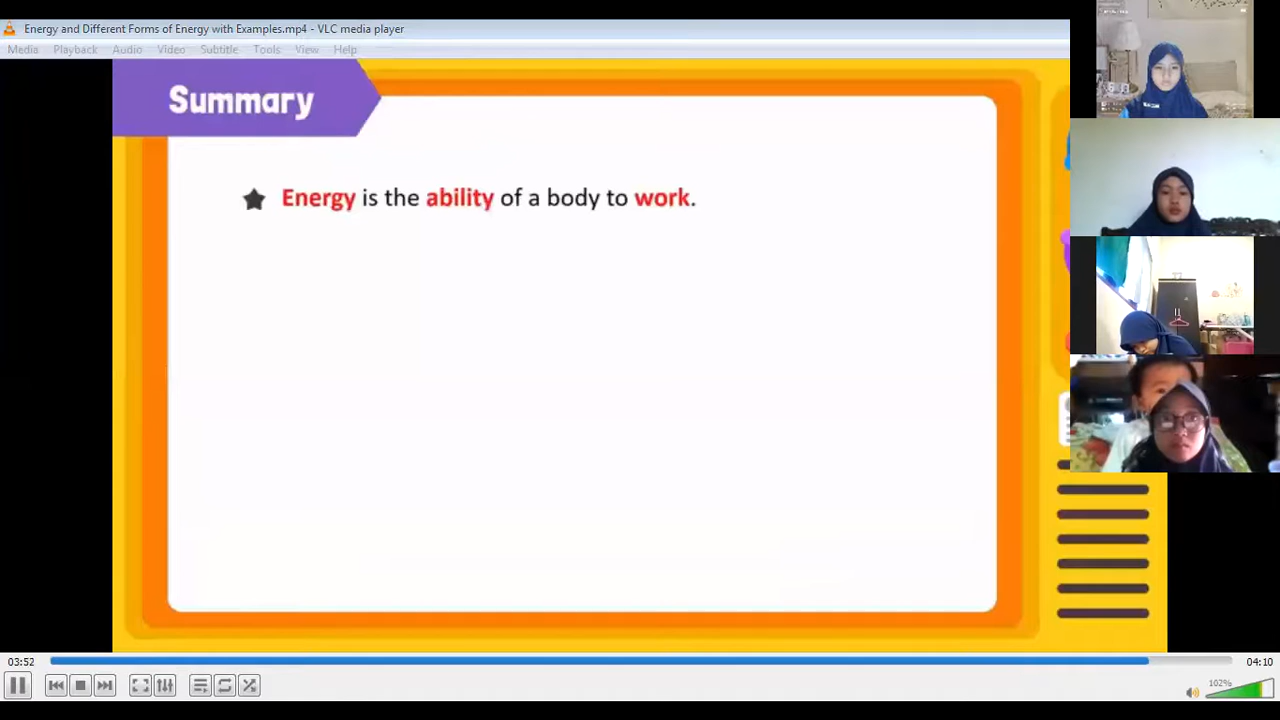 Energy and Different Forms of Energy with Examples.mp4 - VLC media player
Media Playback Audio Video Subtitle Tools View Help
Summary
Energy is the ability of a body to work.
03:52
04:10
102%